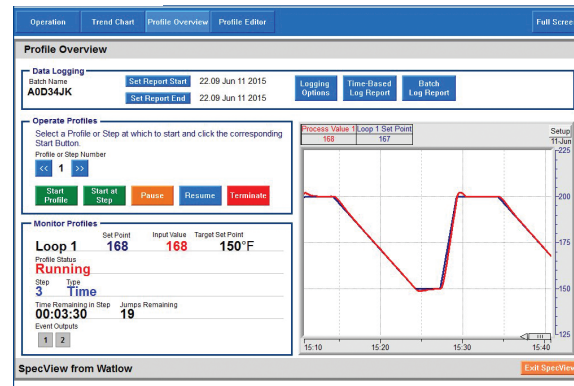 Operation Trend Chart Profile Overview Profile Editor Full Scree
Profile Overview
Data Logging
Batch Name
A0D34JK
Set Report Start 22.09 Jun 11 2015
Set Report End 22.09 Jun 11 2015
Logging Options
Time-Based Log Report
Batch Log Report
Operate Profiles
Select a Profile or Step at which to start and click the corresponding
Start Button.
Profile or Step Number
<< 1 >>
Start Profile
Start at Step
Pause
Resume
Terminate
Monitor Profiles
Set Point Input Value Target Set Point
Loop 1 168 168 150°F
Profile Status
Running
Step Type
3 Time
Time Remaining in Step Jumps Remaining
00:03:30 19
Event Outputs
1 2
Process Value 1 Loop 1 Set Point
168 167
Setup
11-Jun
225
200
175
150
125
15:10 15:20 15:30 15:40
SpecView from Watlow
Exit SpecView